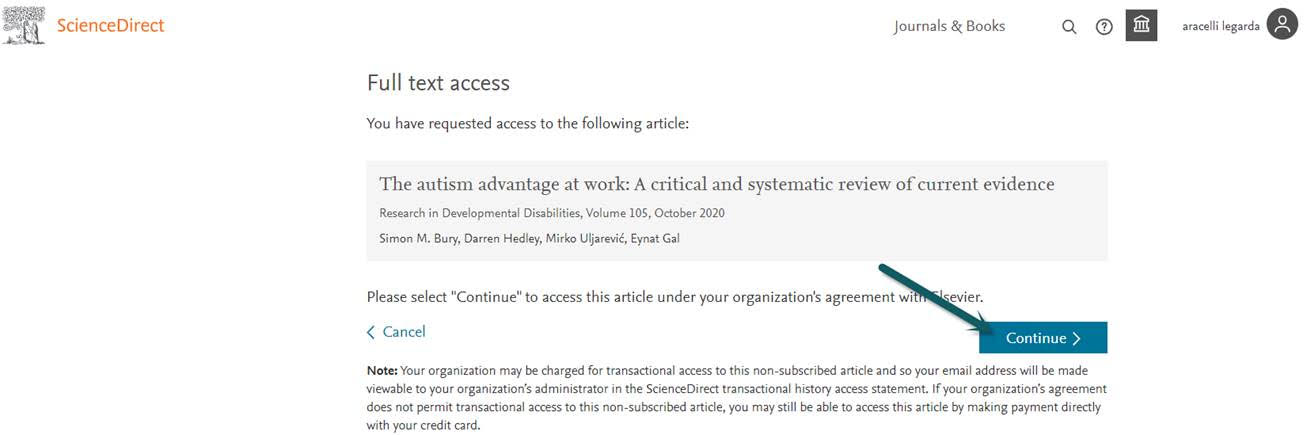 ScienceDirect
Journals & Books
aracelli legarda
Full text access
You have requested access to the following article:
The autism advantage at work: A critical and systematic review of current evidence
Research in Developmental Disabilities, Volume 105, October 2020
Simon M. Bury, Darren Hedley, Mirko Uljarević, Eynat Gal
Please select "Continue" to access this article under your organization's agreement with Elsevier.
Cancel
Continue
Note: Your organization may be charged for transactional access to this non-subscribed article and so your email address will be made
viewable to your organization's administrator in the ScienceDirect transactional history access statement. If your organization's agreement
does not permit transactional access to this non-subscribed article, you may still be able to access this article by making payment directly
with your credit card.